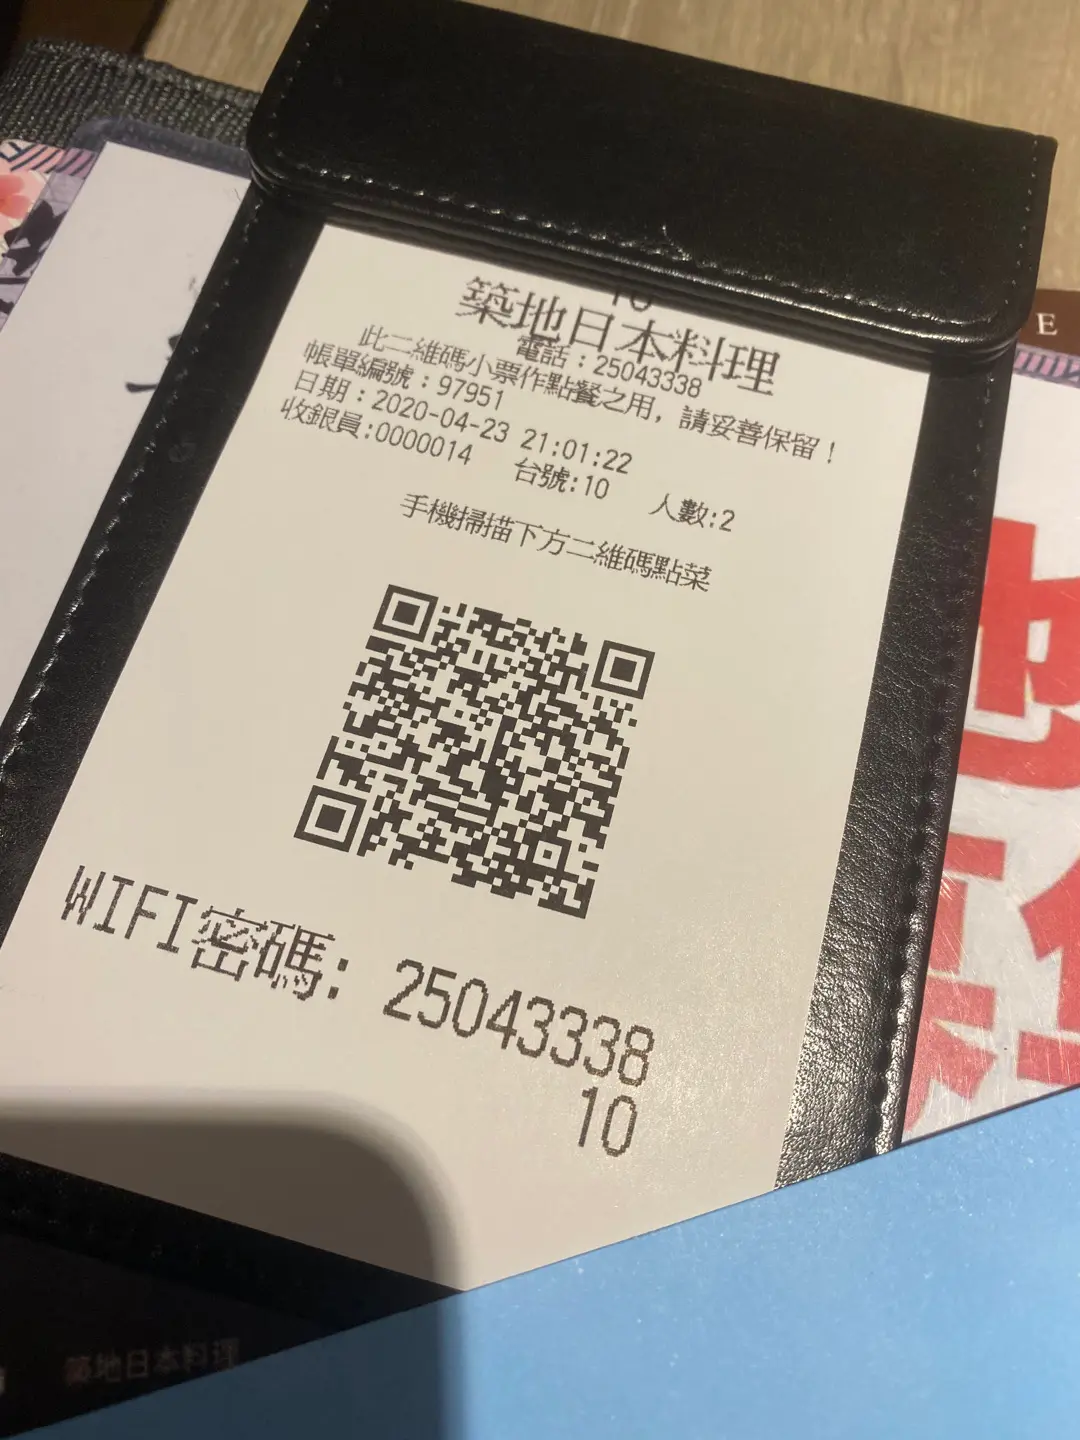 10
築地日本料理
電話：25043338
此二維碼小票作點餐之用，請妥善保留！
帳單編號：97951
日期：2020-04-23 21:01:22
收銀員:0000014 台號:10 人數:2
手機掃描下方二維碼點菜
WIFI密碼: 25043338
10
E
築地日本料理